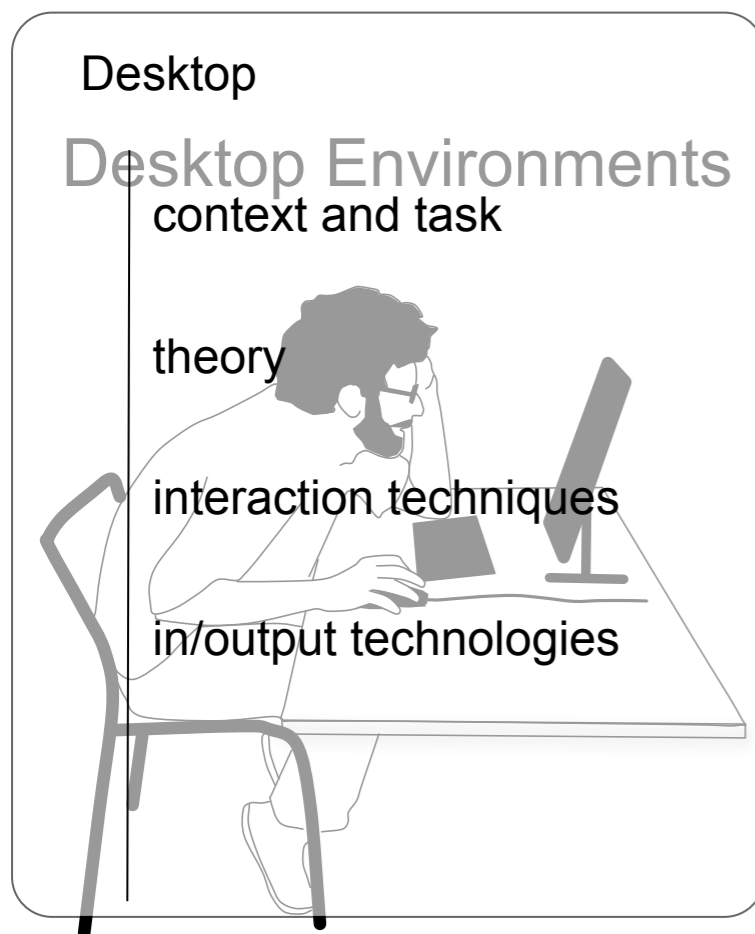 Desktop
Desktop Environments
context and task
theory
interaction techniques
in/output technologies